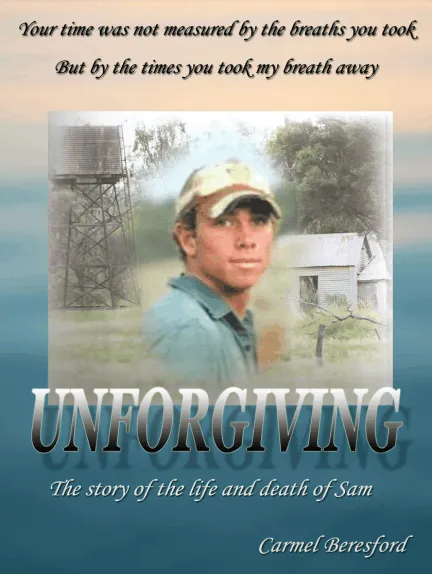 Your time was not measured by the breaths you took
But by the times you took my breath away
UNFORGIVING
The story of the life and death of Sam
Carmel Beresford